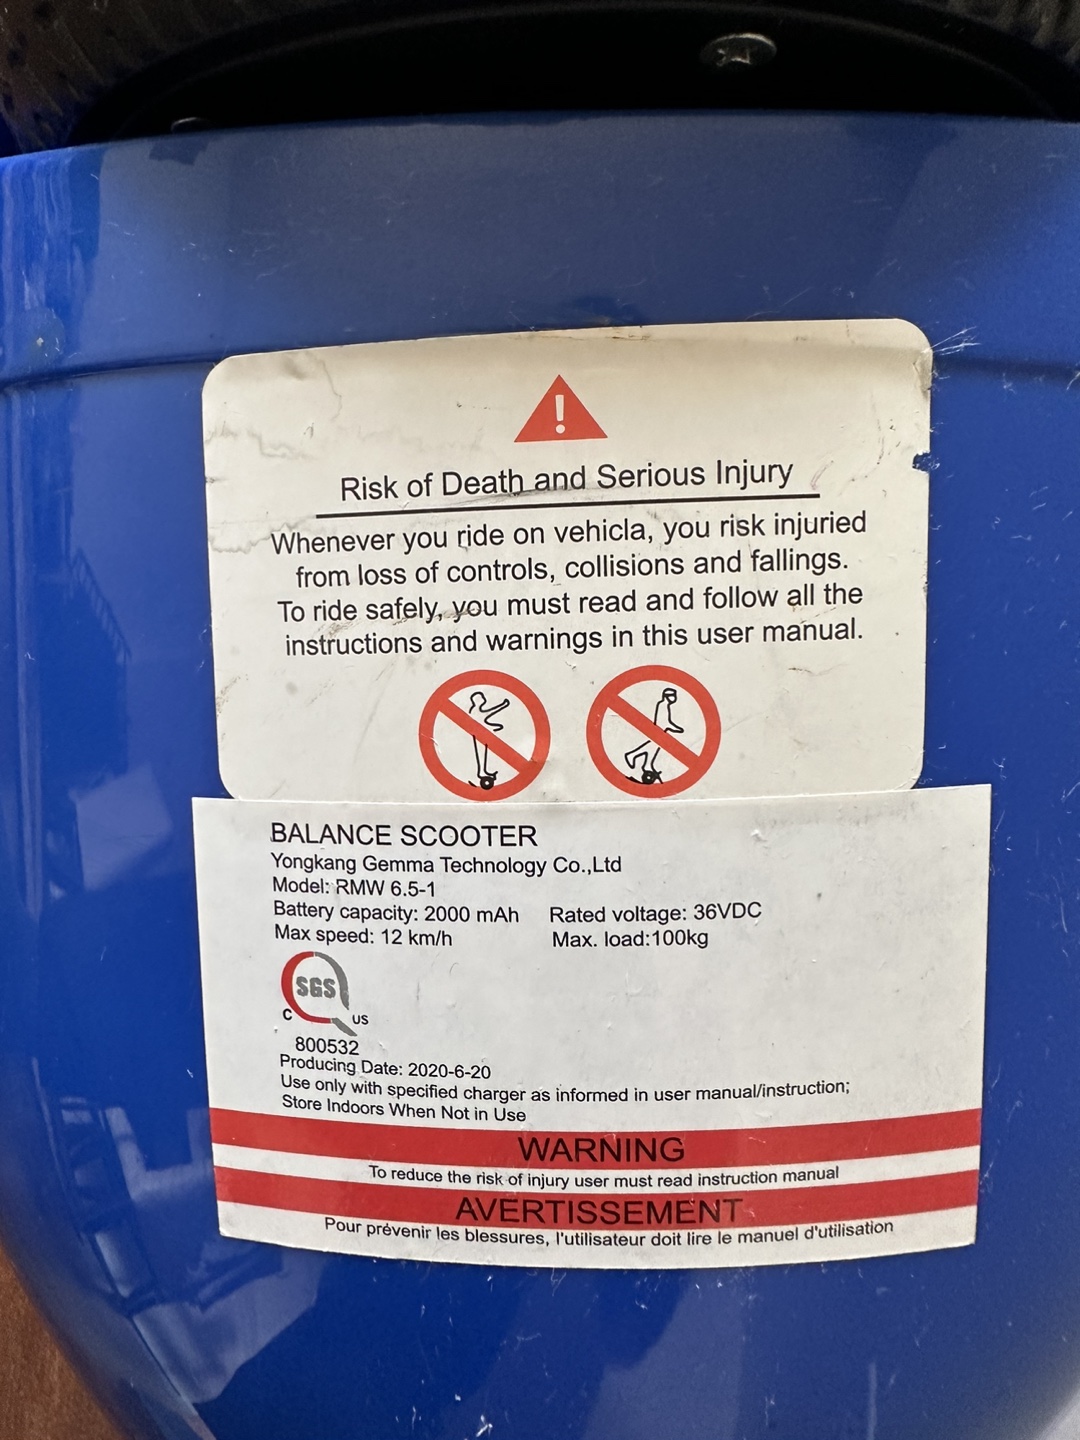 !
Risk of Death and Serious Injury
Whenever you ride on vehicla, you risk injuried
from loss of controls, collisions and fallings.
To ride safely, you must read and follow all the
instructions and warnings in this user manual.
BALANCE SCOOTER
Yongkang Gemma Technology Co.,Ltd
Model: RMW 6.5-1
Battery capacity: 2000 mAh Rated voltage: 36VDC
Max speed: 12 km/h Max. load:100kg
SGS
C US
800532
Producing Date: 2020-6-20
Use only with specified charger as informed in user manual/instruction;
Store Indoors When Not in Use
WARNING
To reduce the risk of injury user must read instruction manual
AVERTISSEMENT
Pour prévenir les blessures, l'utilisateur doit lire le manuel d'utilisation